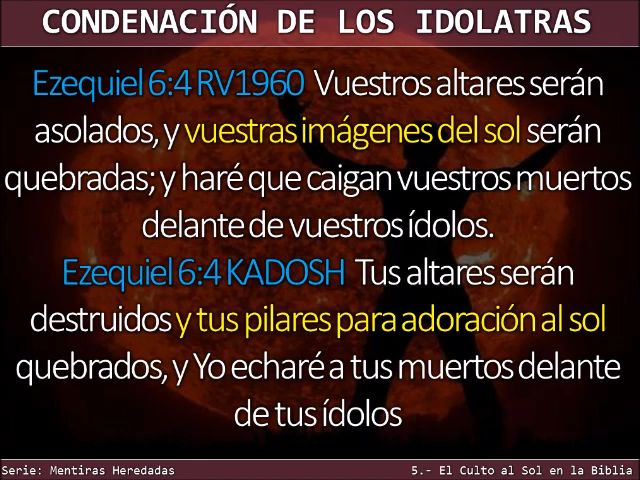 CONDENACIÓN DE LOS IDOLATRAS
Ezequiel 6:4 RV1960 Vuestros altares serán
asolados, y vuestras imágenes del sol serán
quebradas; y haré que caigan vuestros muertos
delante de vuestros ídolos.
Ezequiel 6:4 KADOSH Tus altares serán
destruidos y tus pilares para adoración al sol
quebrados, y Yo echaré a tus muertos delante
de tus ídolos
Serie: Mentiras Heredadas 5.- El Culto al Sol en la Biblia